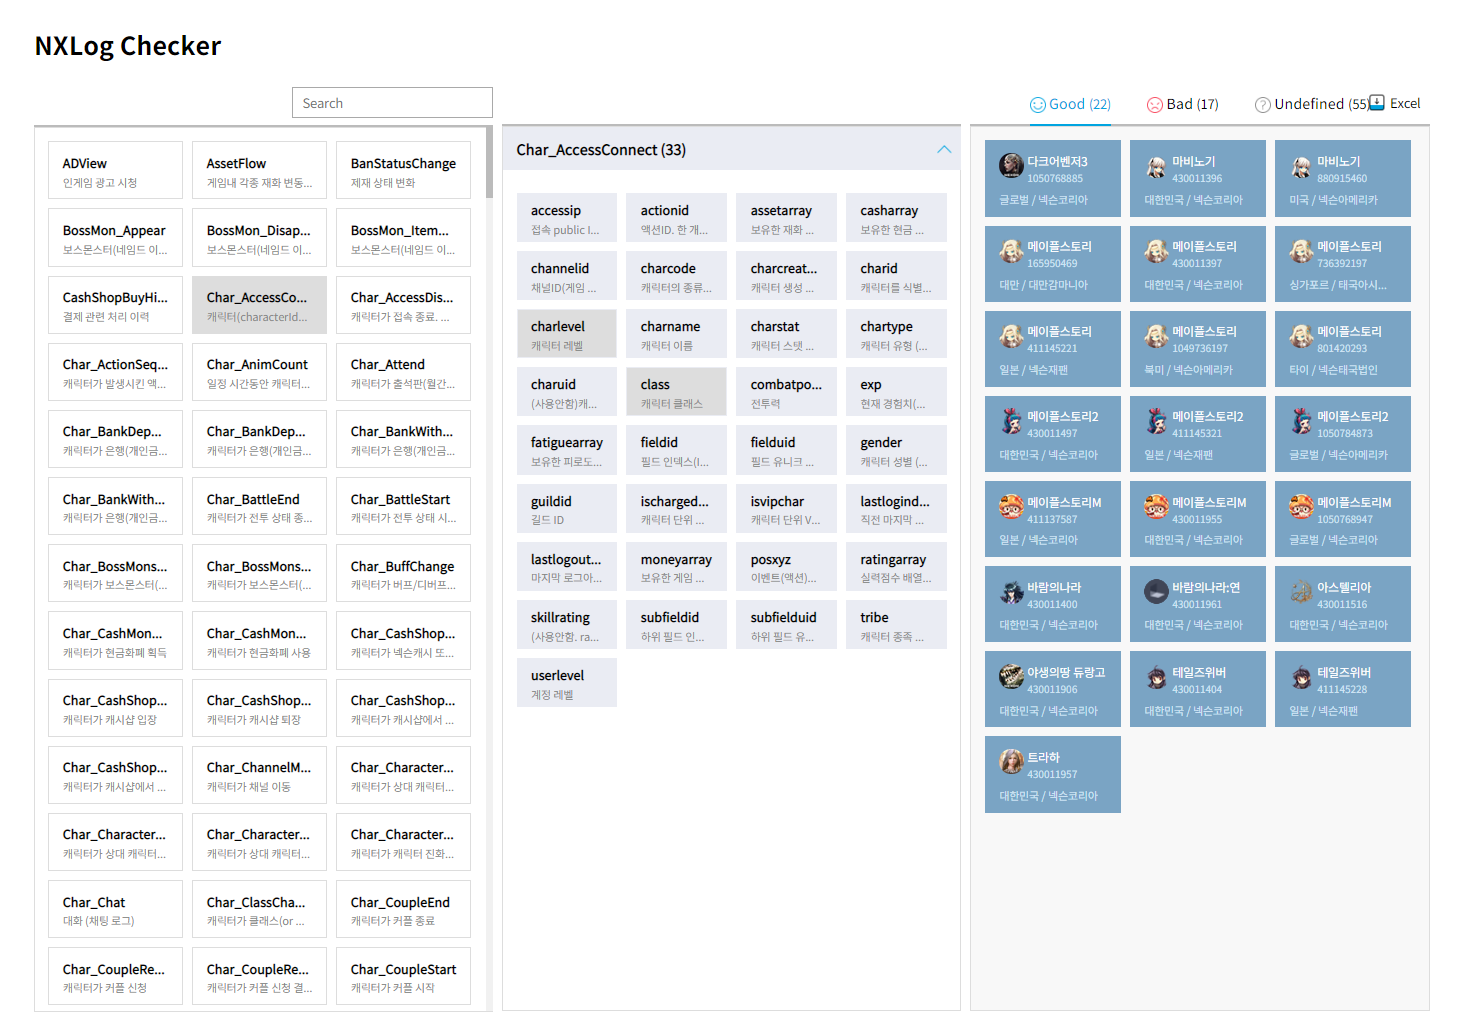 NXLog Checker
Search
Good (22)
Bad (17)
Undefined (55)
Excel
ADView
인게임 광고 시청
AssetFlow
게임내 각종 재화 변동...
BanStatusChange
제재 상태 변화
BossMon_Appear
보스몬스터(네임드 이...
BossMon_Disap...
보스몬스터(네임드 이...
BossMon_Item...
보스몬스터(네임드 이...
CashShopBuyHi...
결제 관련 처리 이력
Char_AccessCo...
캐릭터(characterId...
Char_AccessDis...
캐릭터가 접속 종료. ...
Char_ActionSeq...
캐릭터가 발생시킨 액...
Char_AnimCount
일정 시간동안 캐릭터...
Char_Attend
캐릭터가 출석판(월간...
Char_BankDep...
캐릭터가 은행(개인금...
Char_BankDep...
캐릭터가 은행(개인금...
Char_BankWith...
캐릭터가 은행(개인금...
Char_BankWith...
캐릭터가 은행(개인금...
Char_BattleEnd
캐릭터가 전투 상태 종...
Char_BattleStart
캐릭터가 전투 상태 시...
Char_BossMons...
캐릭터가 보스몬스터(...
Char_BossMons...
캐릭터가 보스몬스터(...
Char_BuffChange
캐릭터가 버프/디버프...
Char_CashMon...
캐릭터가 현금화폐 획득
Char_CashMon...
캐릭터가 현금화폐 사용
Char_CashShop...
캐릭터가 넥슨캐시 또...
Char_CashShop...
캐릭터가 캐시샵 입장
Char_CashShop...
캐릭터가 캐시샵 퇴장
Char_CashShop...
캐릭터가 캐시샵에서 ...
Char_CashShop...
캐릭터가 캐시샵에서 ...
Char_ChannelM...
캐릭터가 채널 이동
Char_Character...
캐릭터가 상대 캐릭터...
Char_Character...
캐릭터가 상대 캐릭터...
Char_Character...
캐릭터가 상대 캐릭터...
Char_Character...
캐릭터가 캐릭터 진화...
Char_Chat
대화 (채팅 로그)
Char_ClassCha...
캐릭터가 클래스(or ...
Char_CoupleEnd
캐릭터가 커플 종료
Char_CoupleRe...
캐릭터가 커플 신청
Char_CoupleRe...
캐릭터가 커플 신청 결...
Char_CoupleStart
캐릭터가 커플 시작
Char_AccessConnect (33)
accessip
접속 public I...
actionid
액션ID. 한 개...
assetarray
보유한 재화 ...
casharray
보유한 현금 ...
channelid
채널ID(게임 ...
charcode
캐릭터의 종류...
charcreat...
캐릭터 생성 ...
charid
캐릭터를 식별...
charlevel
캐릭터 레벨
charname
캐릭터 이름
charstat
캐릭터 스탯 ...
chartype
캐릭터 유형 (...
charuid
(사용안함)캐...
class
캐릭터 클래스
combatpo...
전투력
exp
현재 경험치(...
fatiguearray
보유한 피로도...
fieldid
필드 인덱스(I...
fielduid
필드 유니크 ...
gender
캐릭터 성별 (...
guildid
길드 ID
ischarged...
캐릭터 단위 ...
isvipchar
캐릭터 단위 V...
lastlogind...
직전 마지막 ...
lastlogout...
마지막 로그아...
moneyarray
보유한 게임 ...
posxyz
이벤트(액션)...
ratingarray
실력점수 배열...
skillrating
(사용안함. ra...
subfieldid
하위 필드 인...
subfielduid
하위 필드 유...
tribe
캐릭터 종족 ...
userlevel
계정 레벨
다크어벤저3
1050768885
글로벌 / 넥슨코리아
마비노기
430011396
대한민국 / 넥슨코리아
마비노기
880915460
미국 / 넥슨아메리카
메이플스토리
165950469
대만 / 대만감마니아
메이플스토리
430011397
대한민국 / 넥슨코리아
메이플스토리
736392197
싱가포르 / 태국아시...
메이플스토리
411145221
일본 / 넥슨재팬
메이플스토리
1049736197
북미 / 넥슨아메리카
메이플스토리
801420293
타이 / 넥슨태국법인
메이플스토리2
430011497
대한민국 / 넥슨코리아
메이플스토리2
411145321
일본 / 넥슨재팬
메이플스토리2
1050784873
글로벌 / 넥슨아메리카
메이플스토리M
411137587
일본 / 넥슨코리아
메이플스토리M
430011955
대한민국 / 넥슨코리아
메이플스토리M
1050768947
글로벌 / 넥슨코리아
바람의나라
430011400
대한민국 / 넥슨코리아
바람의나라:연
430011961
대한민국 / 넥슨코리아
아스텔리아
430011516
대한민국 / 넥슨코리아
야생의땅 듀랑고
430011906
대한민국 / 넥슨코리아
테일즈위버
430011404
대한민국 / 넥슨코리아
테일즈위버
411145228
일본 / 넥슨재팬
트라하
430011957
대한민국 / 넥슨코리아